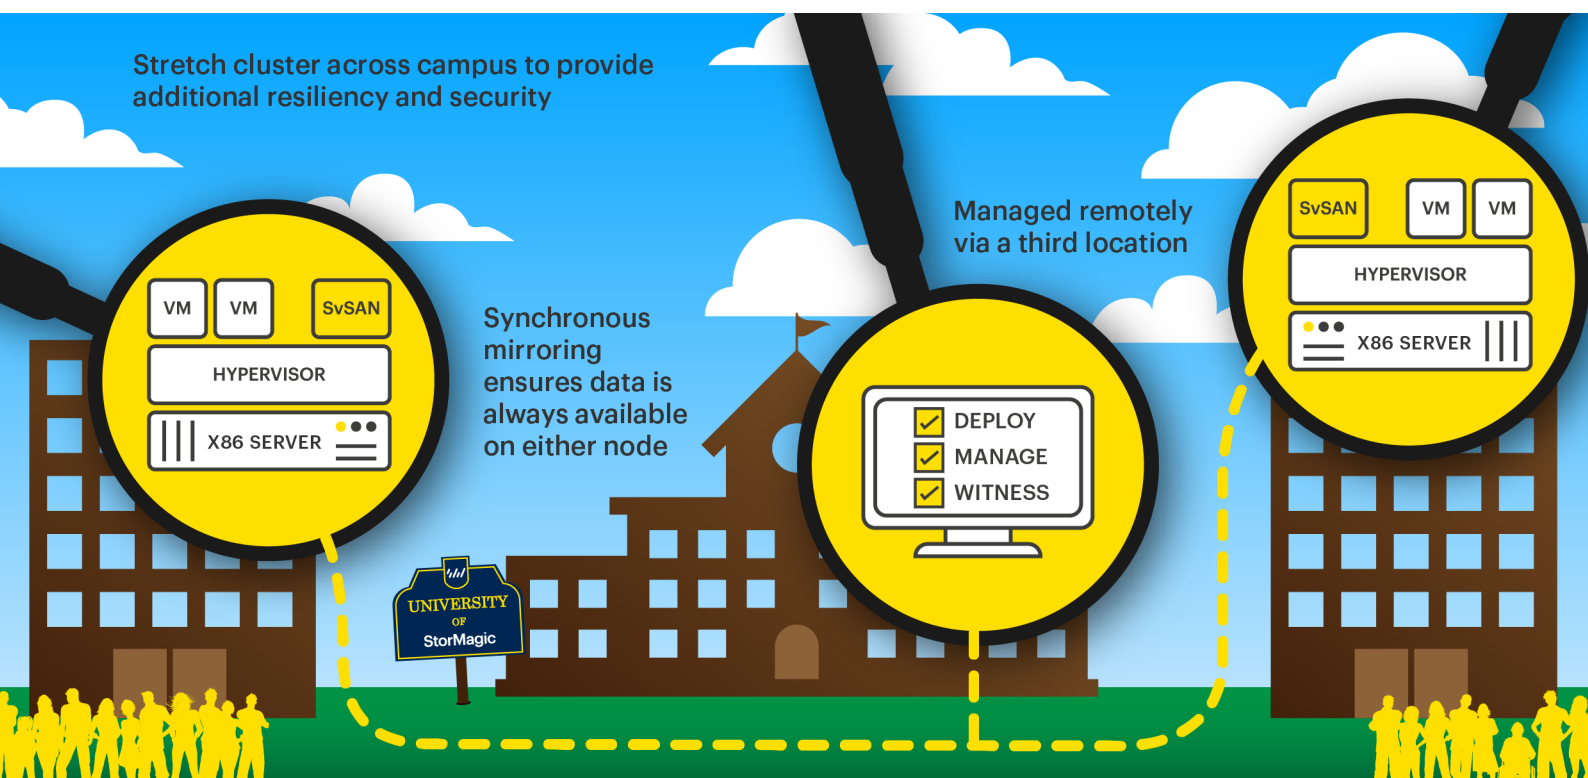 Stretch cluster across campus to provide
additional resiliency and security
VM
VM
SvSAN
HYPERVISOR
X86 SERVER
Synchronous
mirroring
ensures data is
always available
on either node
UNIVERSITY
OF
StorMagic
Managed remotely
via a third location
DEPLOY
MANAGE
WITNESS
SvSAN
VM
VM
HYPERVISOR
X86 SERVER